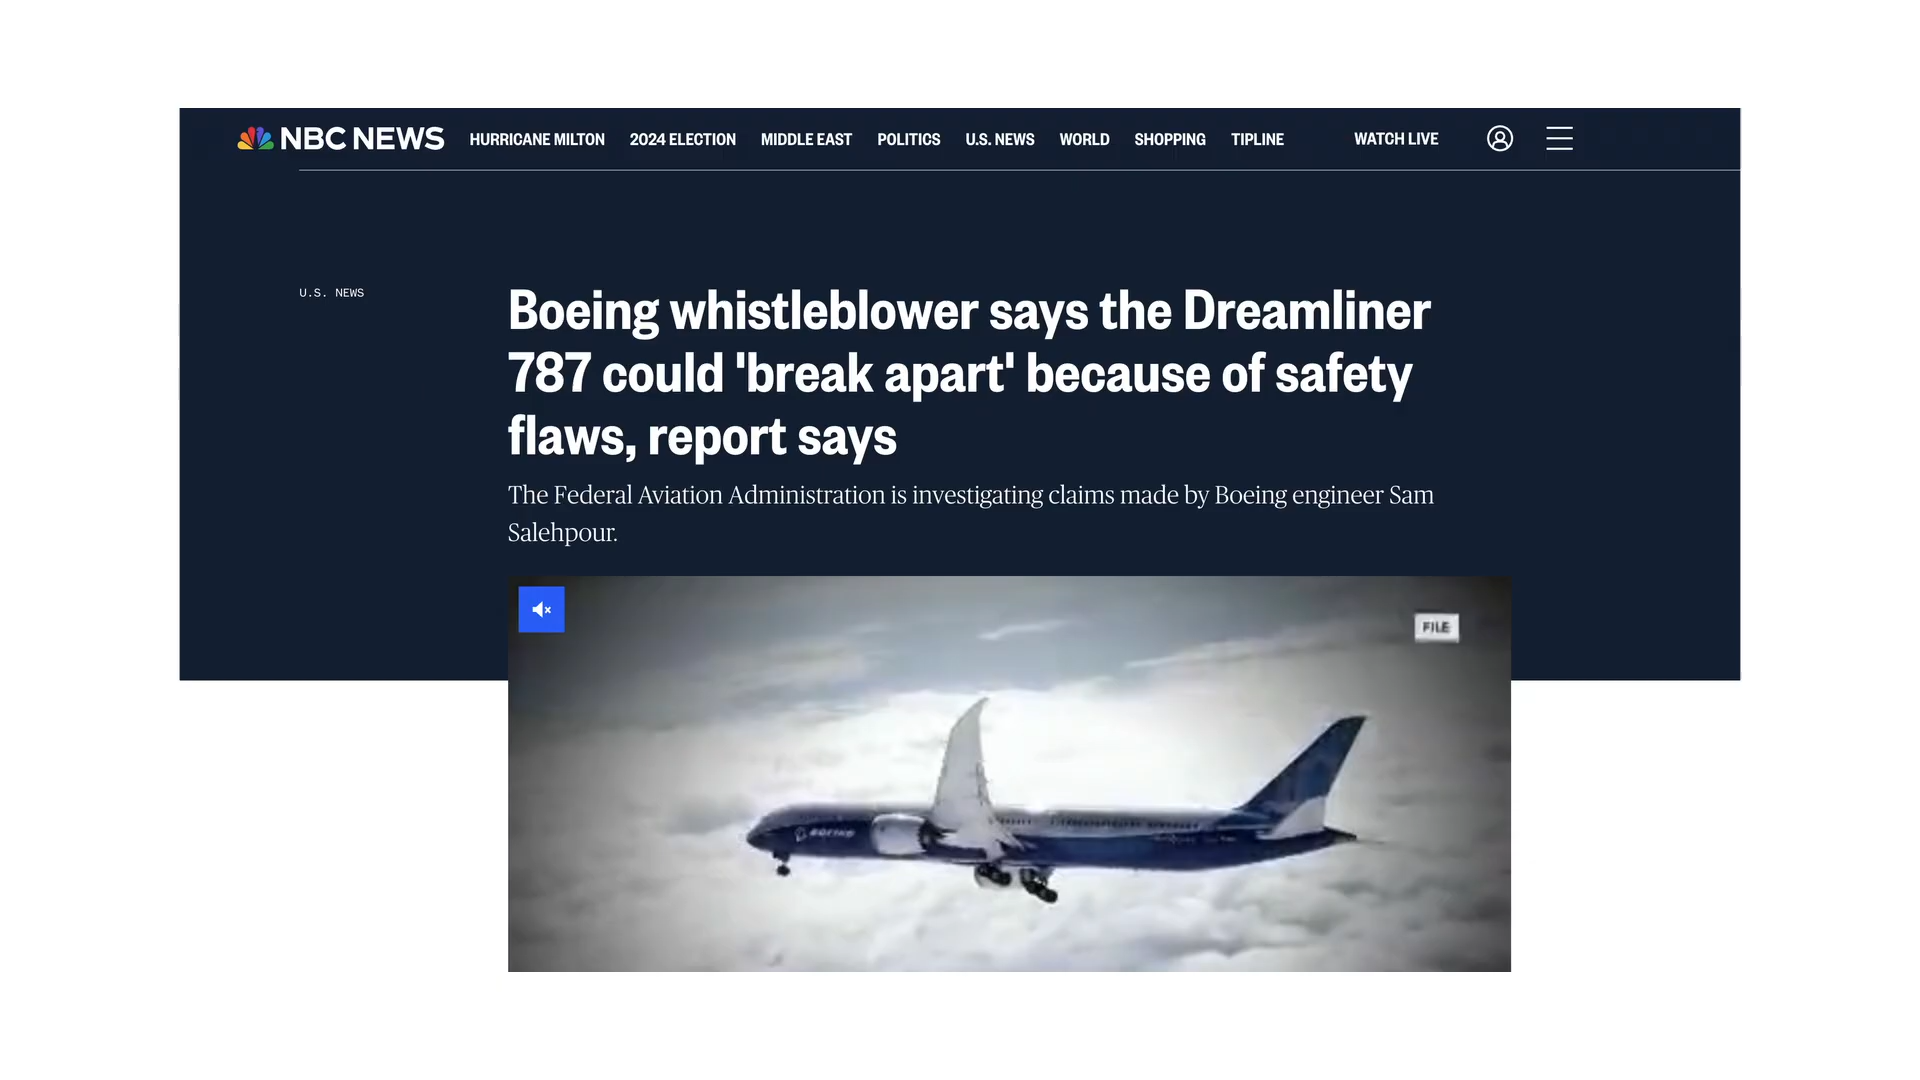 NBC NEWS HURRICANE MILTON 2024 ELECTION MIDDLE EAST POLITICS U.S. NEWS WORLD SHOPPING TIPLINE WATCH LIVE
U.S. NEWS
Boeing whistleblower says the Dreamliner
787 could 'break apart' because of safety
flaws, report says
The Federal Aviation Administration is investigating claims made by Boeing engineer Sam
Salehpour.
FILE
BOEING